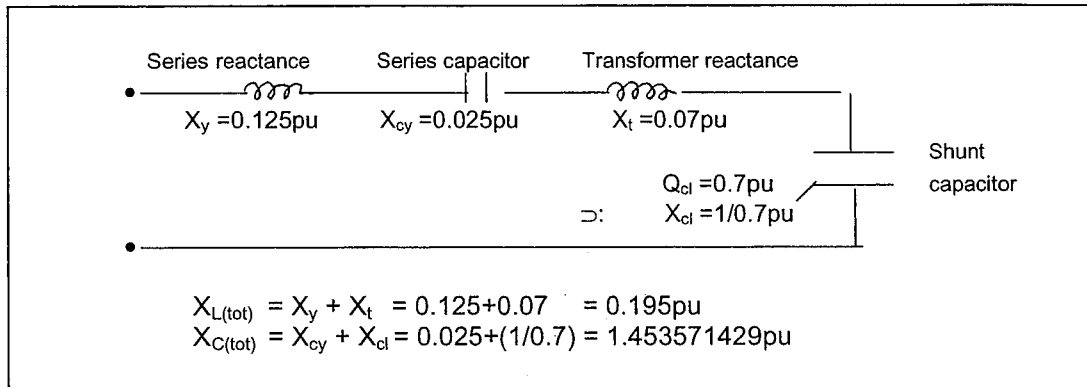 Series reactance Series capacitor Transformer reactance
X_y =0.125pu X_cy =0.025pu X_t =0.07pu
Shunt
capacitor
Q_cl =0.7pu
⊃: X_cl =1/0.7pu
X_L(tot) = X_y + X_t = 0.125+0.07 = 0.195pu
X_C(tot) = X_cy + X_cl = 0.025+(1/0.7) = 1.453571429pu